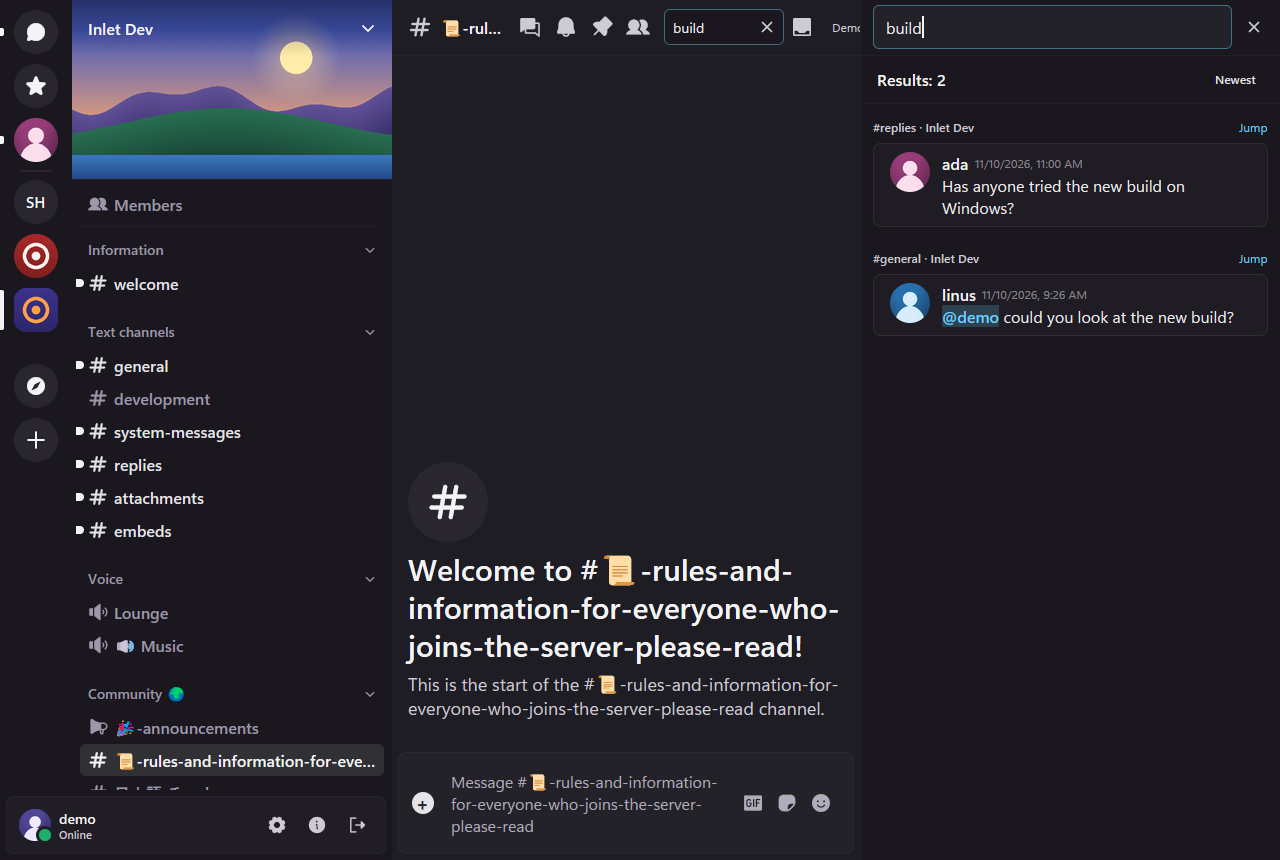 SH
Inlet Dev
Members
Information
welcome
Text channels
general
development
system-messages
replies
attachments
embeds
Voice
Lounge
Music
Community 🌍
🎉-announcements
📜-rules-and-information-for-eve...
demo
Online
📜-rul...
build
Demo
Welcome to #📜-rules-and-
information-for-everyone-who-
joins-the-server-please-read!
This is the start of the #📜-rules-and-information-for-
everyone-who-joins-the-server-please-read channel.
Message #📜-rules-and-information-
for-everyone-who-joins-the-server-
please-read
GIF
build
Results: 2
Newest
#replies · Inlet Dev
Jump
ada 11/10/2026, 11:00 AM
Has anyone tried the new build on
Windows?
#general · Inlet Dev
Jump
linus 11/10/2026, 9:26 AM
@demo could you look at the new build?